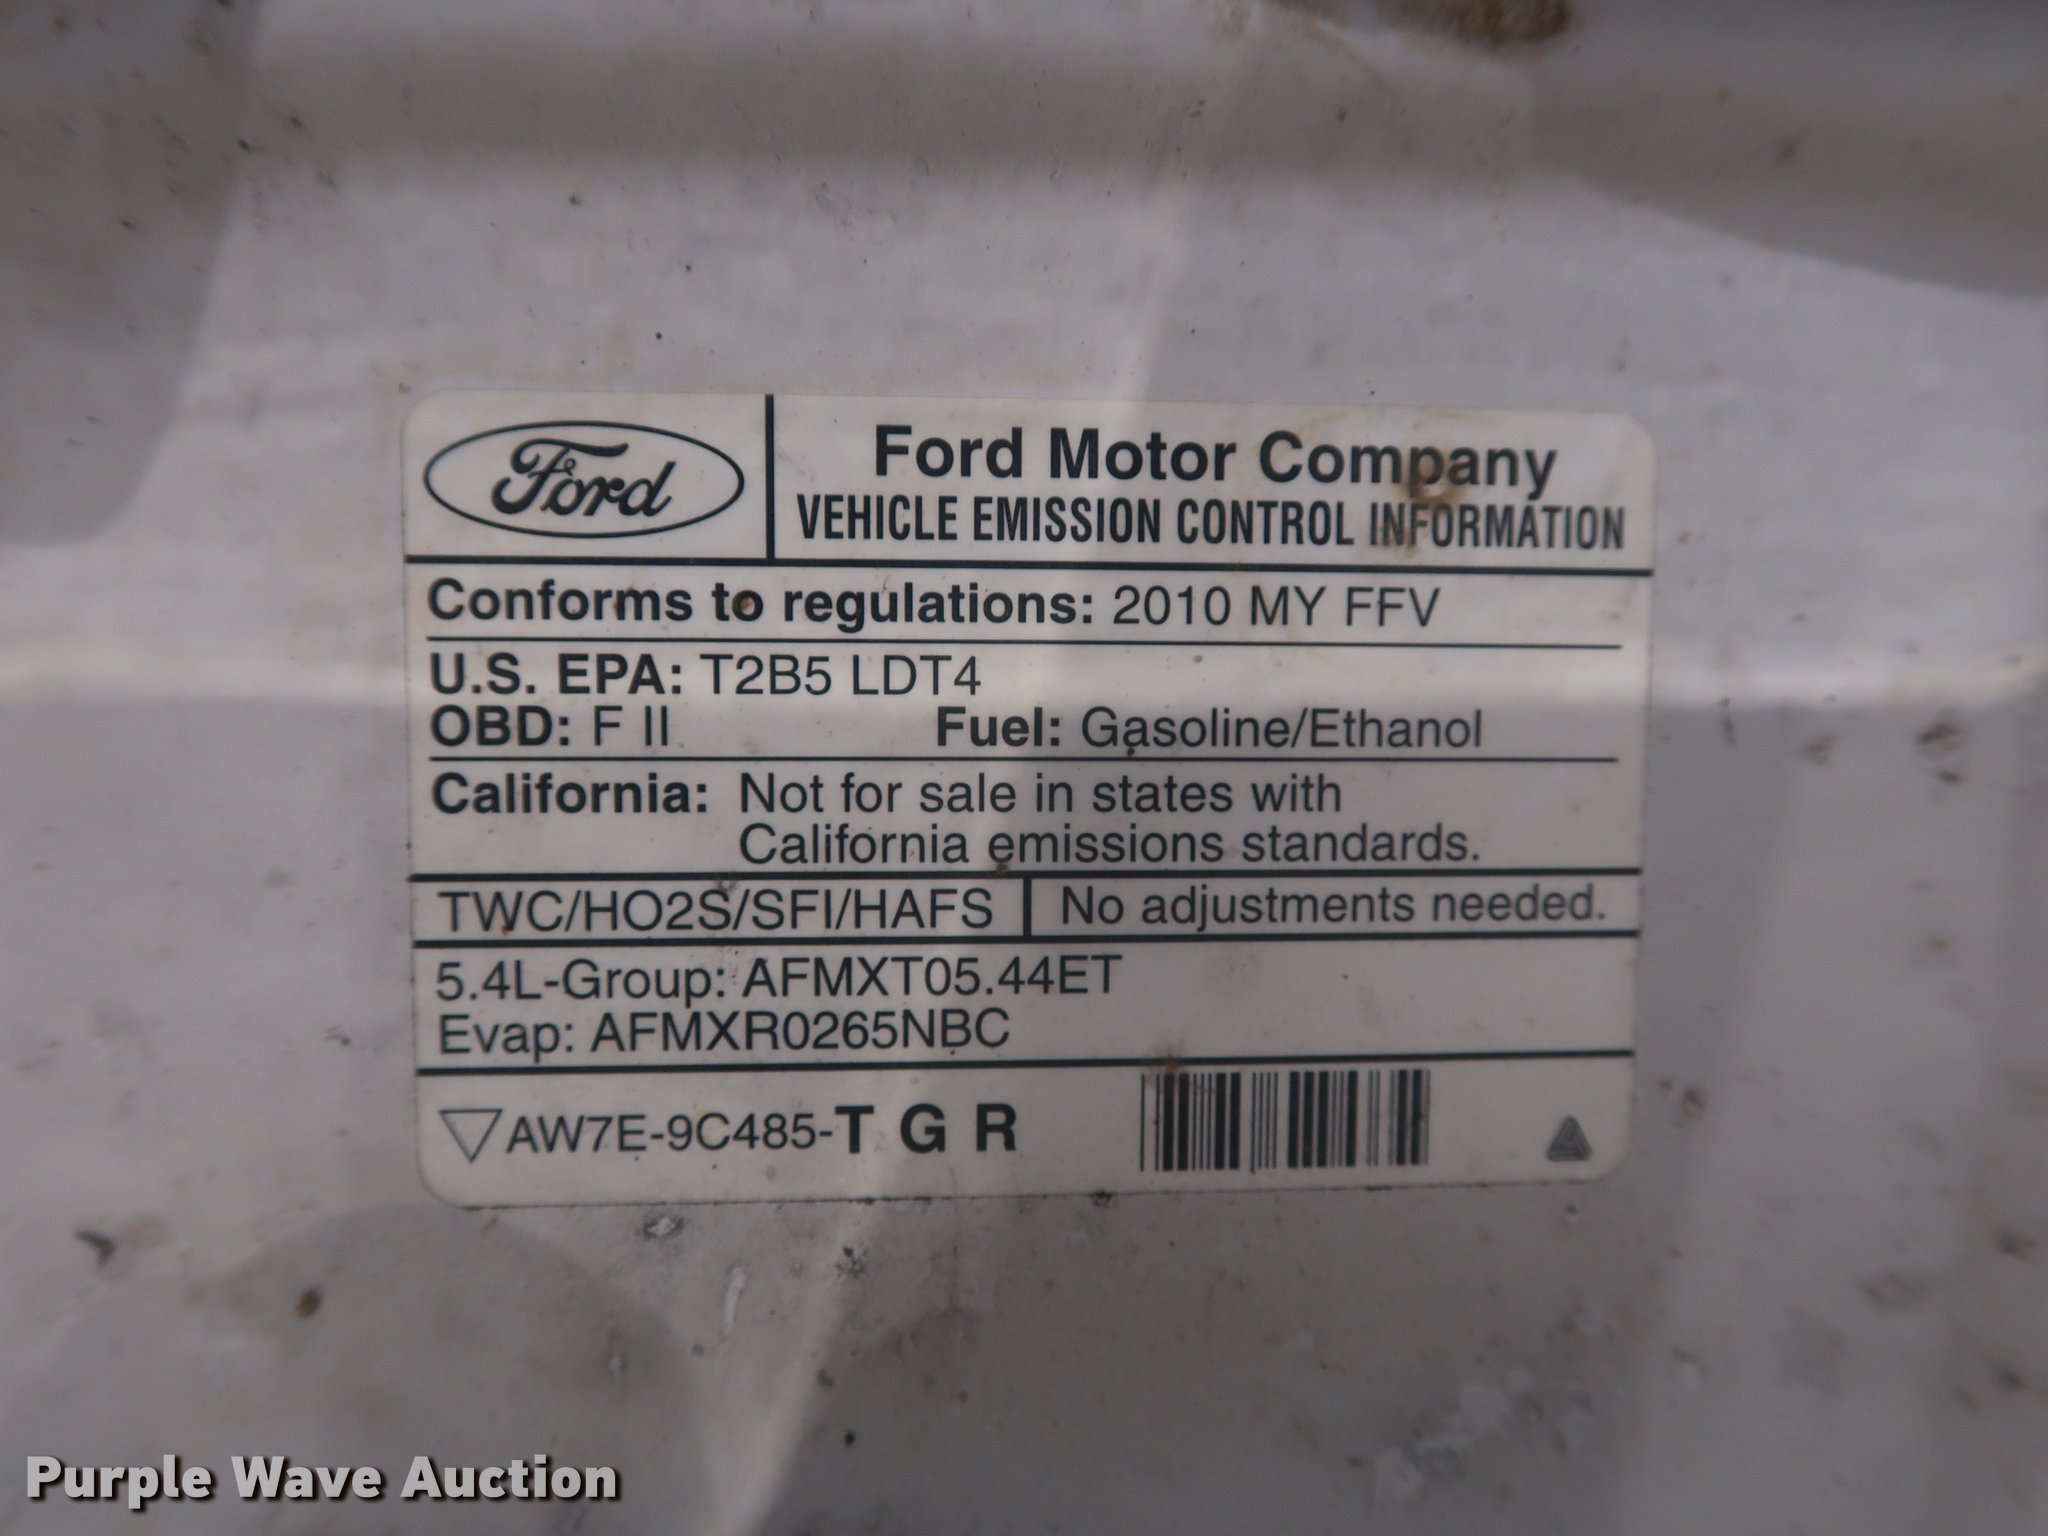 Ford
Ford Motor Company
VEHICLE EMISSION CONTROL INFORMATION
Conforms to regulations: 2010 MY FFV
U.S. EPA: T2B5 LDT4
OBD: F II Fuel: Gasoline/Ethanol
California: Not for sale in states with
California emissions standards.
TWC/HO2S/SFI/HAFS No adjustments needed.
5.4L-Group: AFMXT05.44ET
Evap: AFMXR0265NBC
▽AW7E-9C485-T G R
Purple Wave Auction